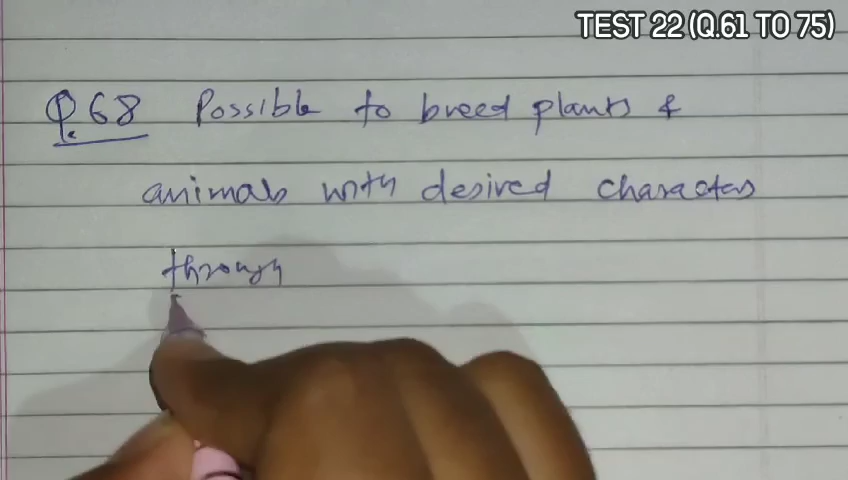 TEST 22 (Q.61 TO 75)
Q.68 Possible to breed plants &
animals with desired characters
through